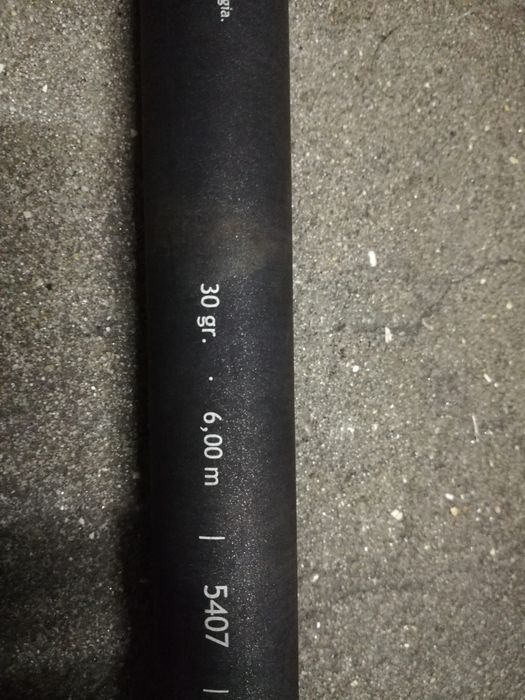 gia.
30 gr. · 6,00 m | 5407 |